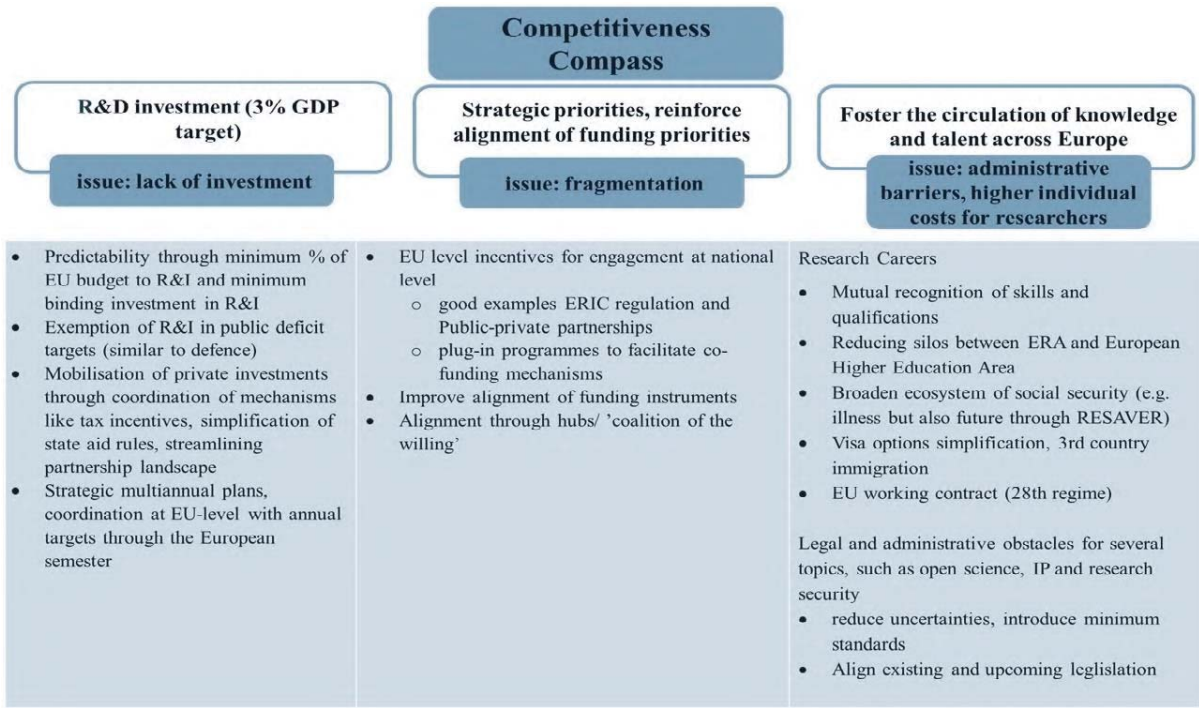 Competitiveness
Compass
R&D investment (3% GDP
target)
issue: lack of investment
Strategic priorities, reinforce
alignment of funding priorities
issue: fragmentation
Foster the circulation of knowledge
and talent across Europe
issue: administrative
barriers, higher individual
costs for researchers
• Predictability through minimum % of
EU budget to R&I and minimum
binding investment in R&I
• Exemption of R&I in public deficit
targets (similar to defence)
• Mobilisation of private investments
through coordination of mechanisms
like tax incentives, simplification of
state aid rules, streamlining
partnership landscape
• Strategic multiannual plans,
coordination at EU-level with annual
targets through the European
semester
• EU level incentives for engagement at national
level
o good examples ERIC regulation and
Public-private partnerships
o plug-in programmes to facilitate co-
funding mechanisms
• Improve alignment of funding instruments
• Alignment through hubs/ 'coalition of the
willing'
Research Careers
• Mutual recognition of skills and
qualifications
• Reducing silos between ERA and European
Higher Education Area
• Broaden ecosystem of social security (e.g.
illness but also future through RESAVER)
• Visa options simplification, 3rd country
immigration
• EU working contract (28th regime)
Legal and administrative obstacles for several
topics, such as open science, IP and research
security
• reduce uncertainties, introduce minimum
standards
• Align existing and upcoming leglislation